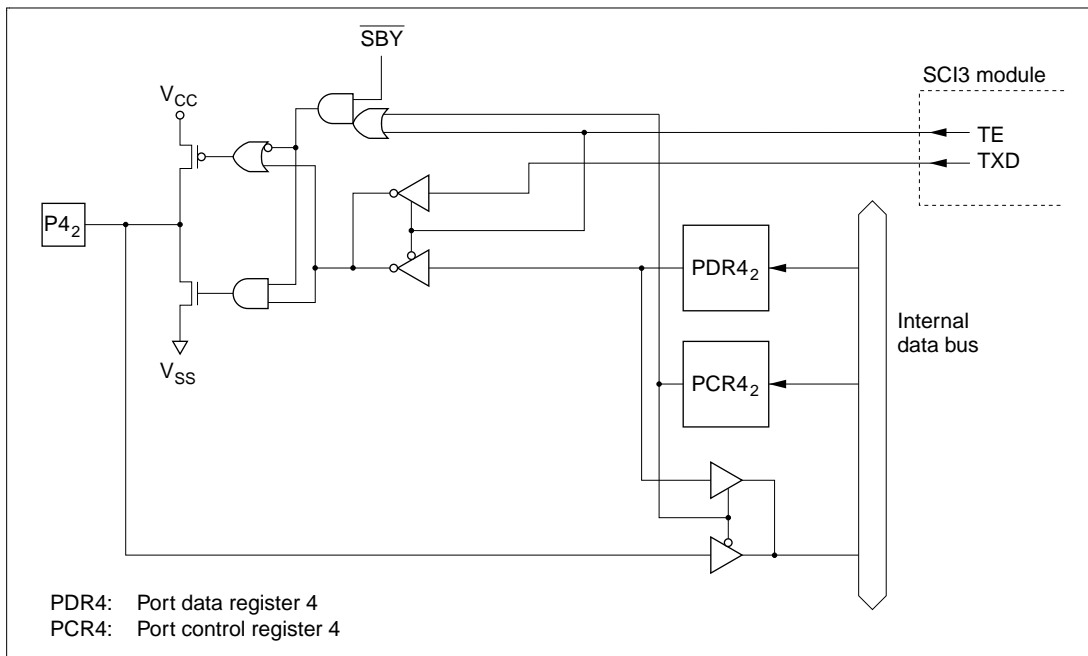 SBY
SCI3 module
VCC
TE
TXD
P42
PDR42
Internal
data bus
VSS
PCR42
PDR4: Port data register 4
PCR4: Port control register 4